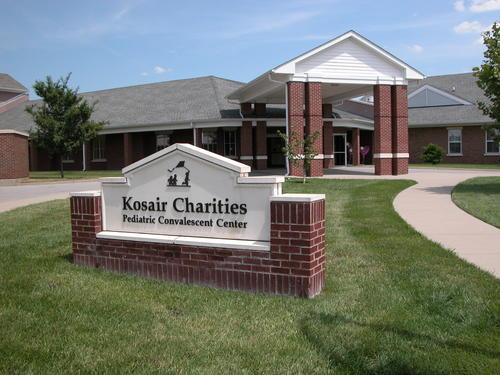 Kosair Charities
Pediatric Convalescent Center